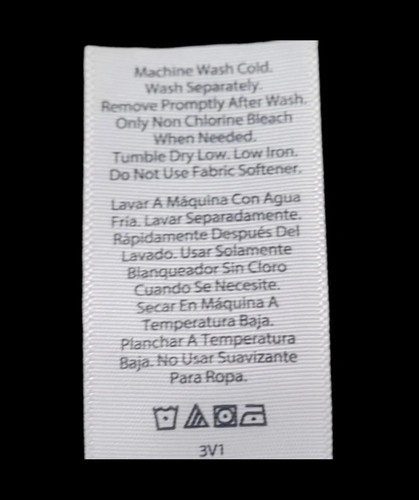 Machine Wash Cold.
Wash Separately.
Remove Promptly After Wash.
Only Non Chlorine Bleach
When Needed.
Tumble Dry Low. Low Iron.
Do Not Use Fabric Softener.
Lavar A Máquina Con Agua
Fría. Lavar Separadamente.
Rápidamente Después Del
Lavado. Usar Solamente
Blanqueador Sin Cloro
Cuando Se Necesite.
Secar En Máquina A
Temperatura Baja.
Planchar A Temperatura
Baja. No Usar Suavizante
Para Ropa.
3V1